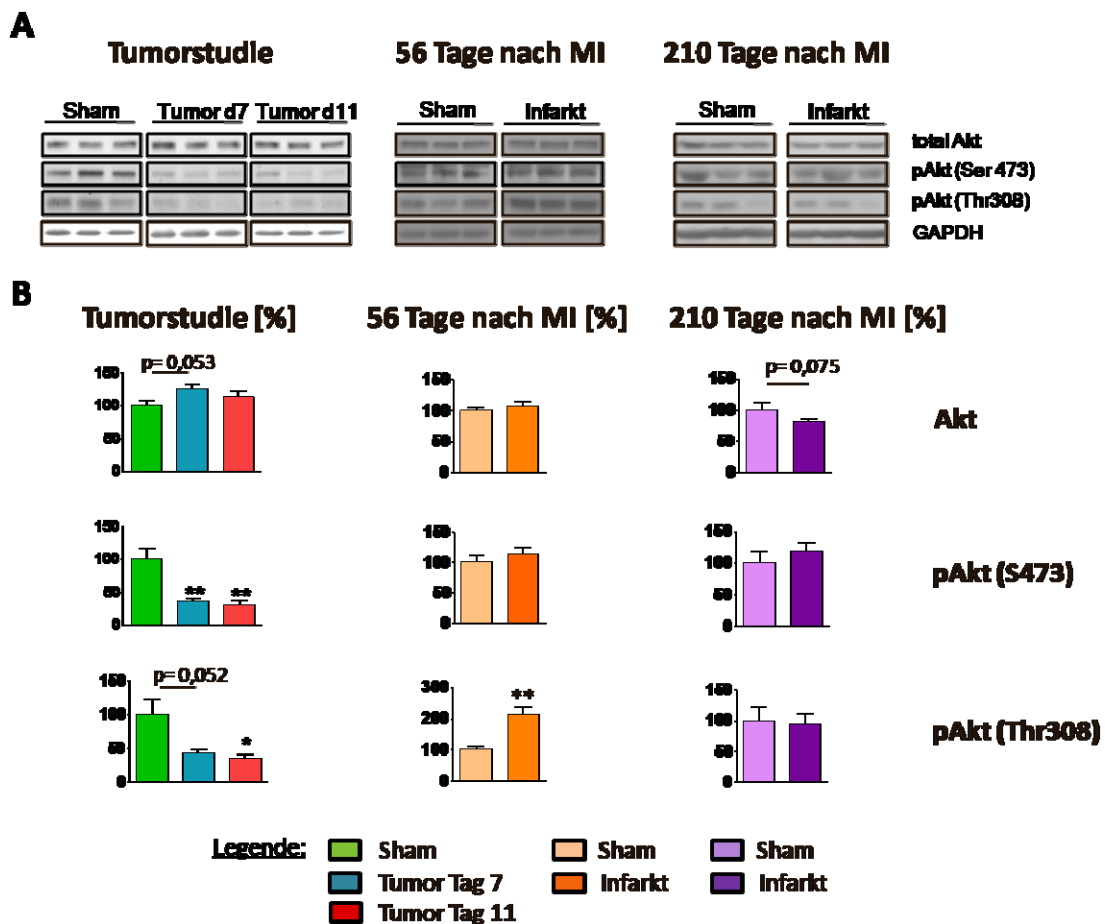 A
Tumorstudie 56 Tage nach MI 210 Tage nach MI
Sham Tumor d7 Tumor d11 Sham Infarkt Sham Infarkt
total Akt
pAkt (Ser 473)
pAkt (Thr308)
GAPDH
B
Tumorstudie [%] 56 Tage nach MI [%] 210 Tage nach MI [%]
p= 0,053
150
100
50
0
150
100
50
0
p= 0,075
150
100
50
0
Akt
150
100
50
0
** **
150
100
50
0
150
100
50
0
pAkt (S473)
p= 0,052
150
100
50
0
*
300
200
100
0
**
150
100
50
0
pAkt (Thr308)
Legende: Sham Sham Sham
Tumor Tag 7 Infarkt Infarkt
Tumor Tag 11